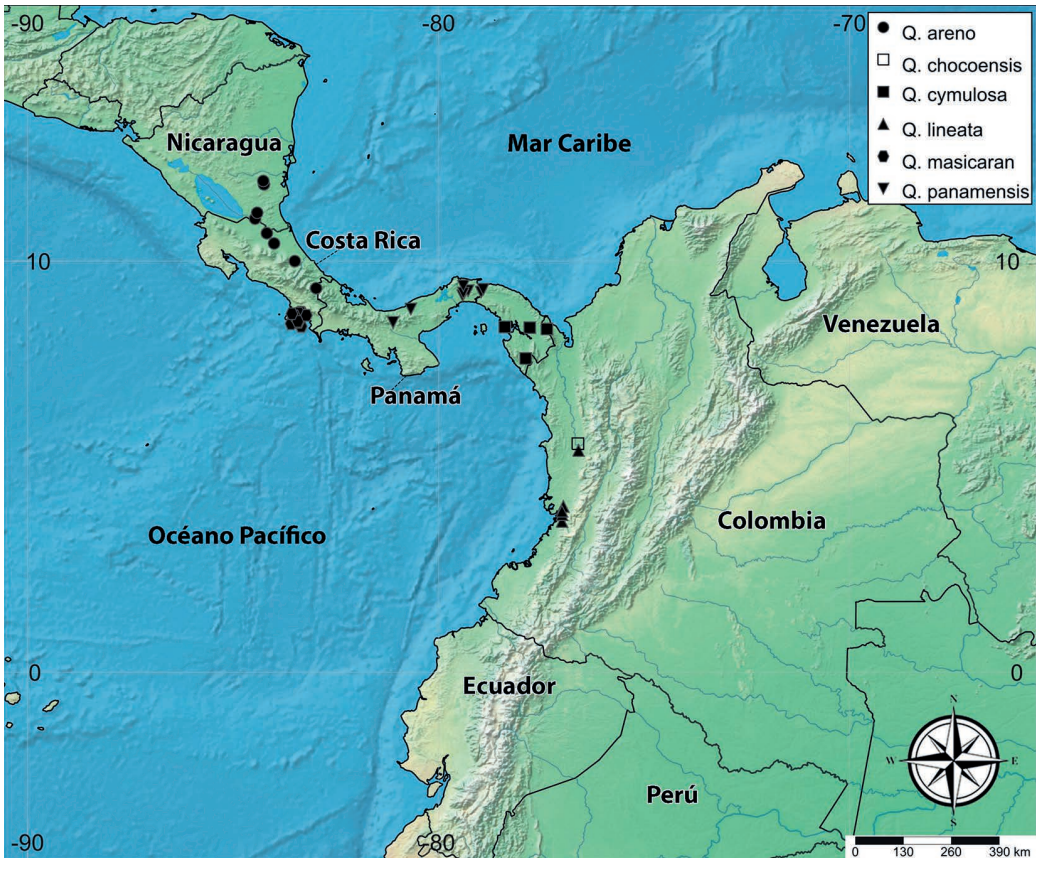 -90
-80
-70
Q. areno
Q. chocoensis
Q. cymulosa
Q. lineata
Q. masicaran
Q. panamensis
Nicaragua
Mar Caribe
Costa Rica
10
10
Venezuela
Panamá
Océano Pacífico
Colombia
0
0
Ecuador
N
W
E
S
Perú
-90
-80
0
130
260
390 km